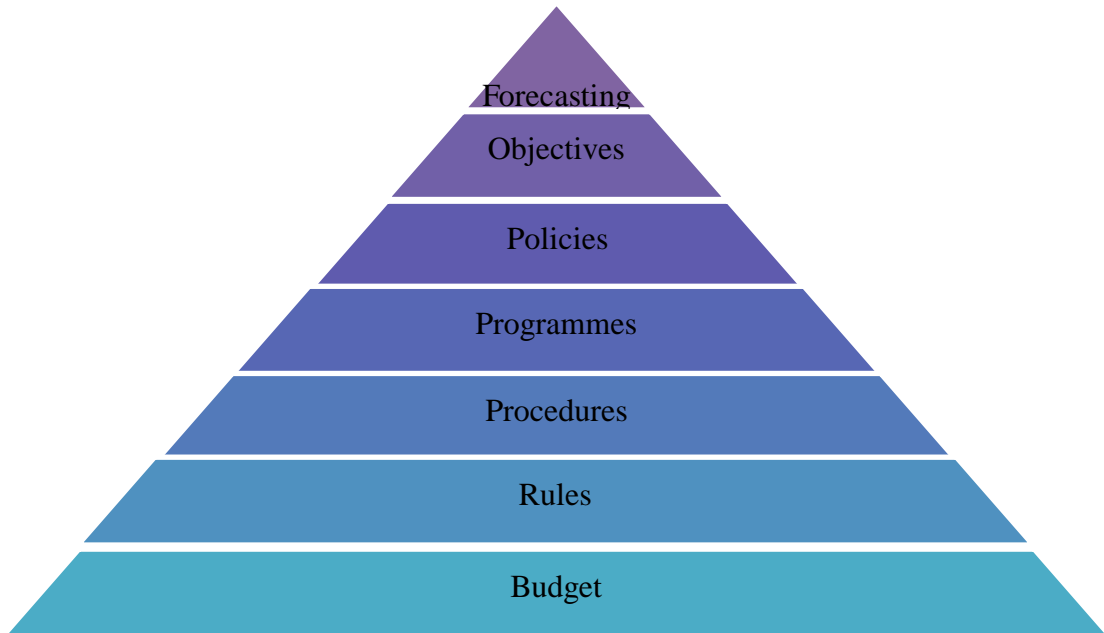 Forecasting
Objectives
Policies
Programmes
Procedures
Rules
Budget